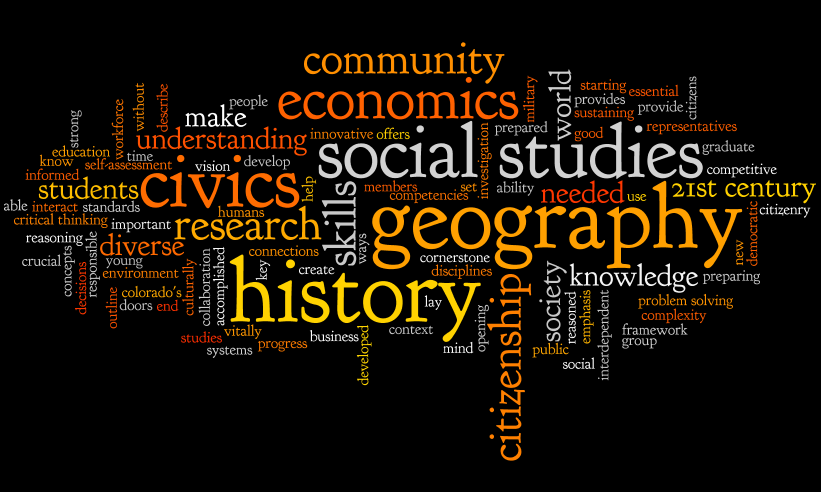 community
economics
social studies
civics
geography
history
citizenship
skills
research
understanding
make
people
without
describe
workforce
strong
education
know
time
self-assessment
informed
vision
develop
innovative
offers
military
world
starting
essential
provides
provide
sustaining
citizens
good
representatives
prepared
investigation
graduate
competitive
students
help
members
set
ability
competencies
needed
use
21st century
able
interact
standards
critical thinking
important
humans
ways
citizenry
democratic
new
reasoning
diverse
connections
cornerstone
disciplines
crucial
concepts
responsible
young
environment
culturally
collaboration
accomplished
key
create
knowledge
preparing
decisions
colorado's
outline
doors
end
lay
society
reasoned
emphasis
interdependent
problem solving
complexity
framework
group
studies
vitally
systems
progress
business
developed
context
mind
opening
public
social